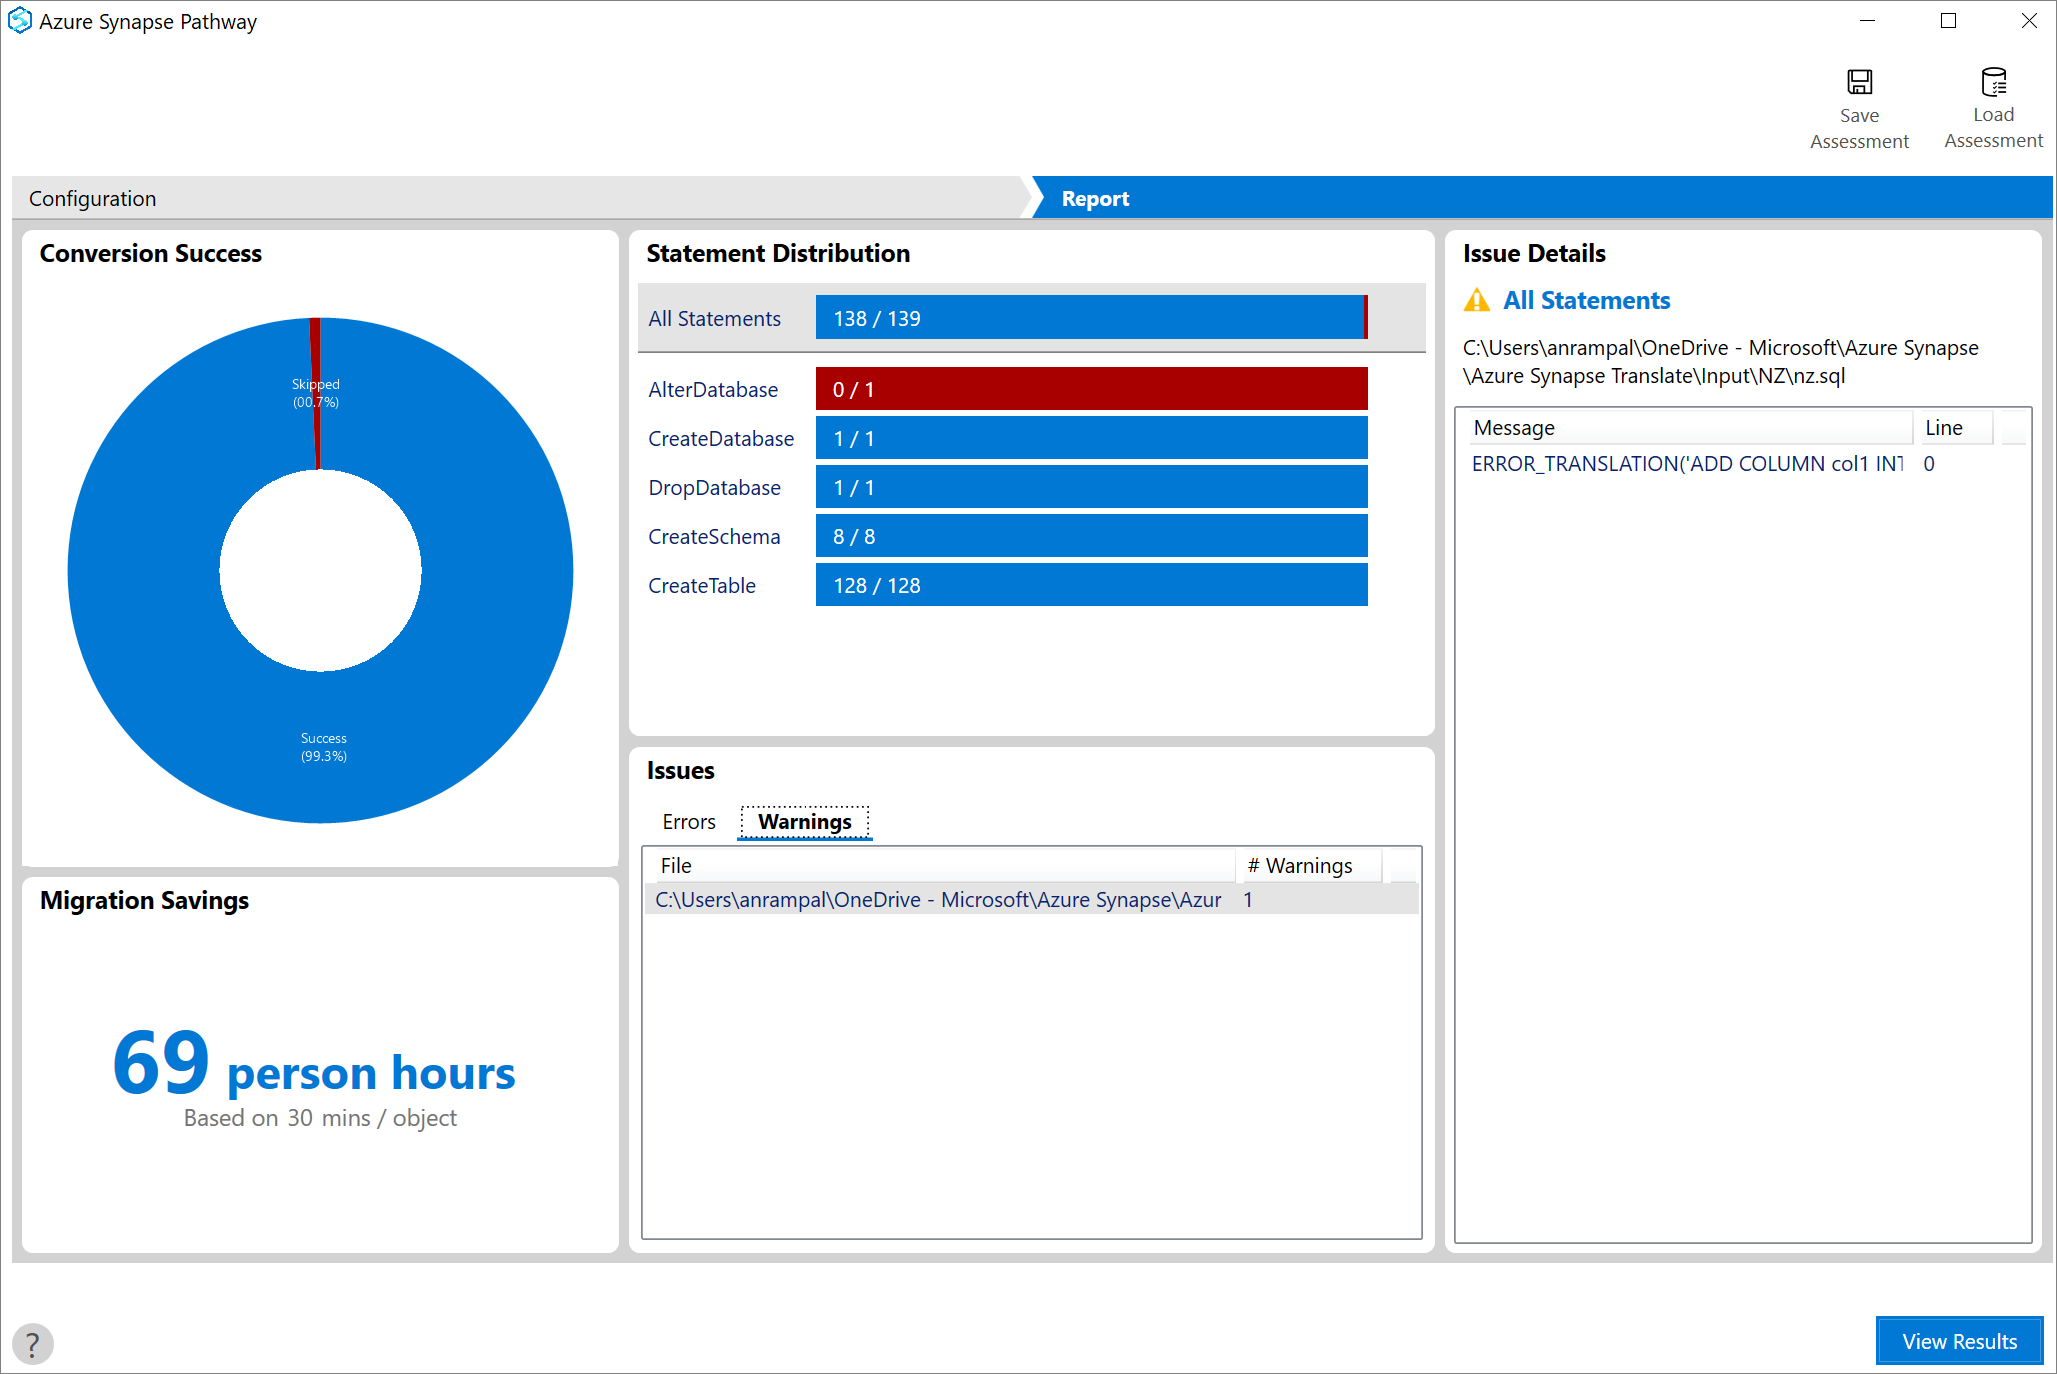 Azure Synapse Pathway
Save
Assessment
Load
Assessment
Configuration
Report
Conversion Success
Skipped
(00.7%)
Success
(99.3%)
Migration Savings
69 person hours
Based on 30 mins / object
Statement Distribution
All Statements 138 / 139
AlterDatabase 0 / 1
CreateDatabase 1 / 1
DropDatabase 1 / 1
CreateSchema 8 / 8
CreateTable 128 / 128
Issues
Errors Warnings
File # Warnings
C:\Users\anrampal\OneDrive - Microsoft\Azure Synapse\Azur 1
Issue Details
All Statements
C:\Users\anrampal\OneDrive - Microsoft\Azure Synapse
\Azure Synapse Translate\Input\NZ\nz.sql
Message Line
ERROR_TRANSLATION('ADD COLUMN col1 INT 0
?
View Results